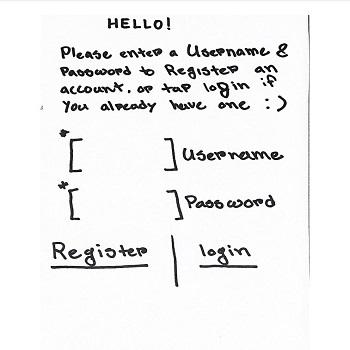 HELLO!
Please enter a Username &
Password to Register an
account, or tap login if
You already have one :)
*[ ] Username
*[ ] Password
Register | login